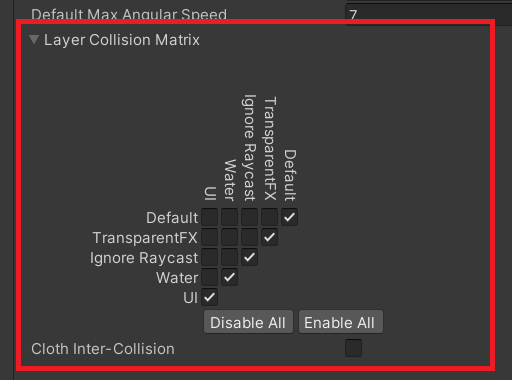 Default Max Angular Speed 7
Layer Collision Matrix
UI
Water
Ignore Raycast
TransparentFX
Default
Default
TransparentFX
Ignore Raycast
Water
UI
Disable All Enable All
Cloth Inter-Collision